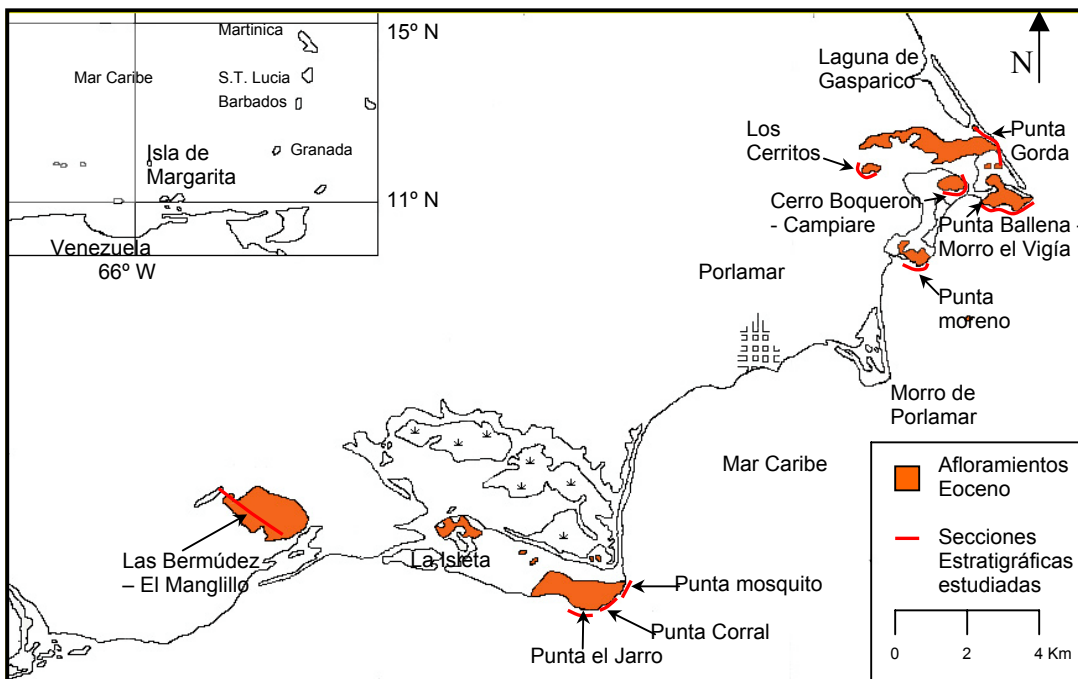 Martinica
15º N
Mar Caribe
S.T. Lucia
Barbados
Isla de
Margarita
Granada
11º N
Venezuela
66º W
N
Laguna de
Gasparico
Los
Cerritos
Punta
Gorda
Cerro Boqueron
- Campiare
Punta Ballena -
Morro el Vigía
Porlamar
Punta
moreno
Morro de
Porlamar
Mar Caribe
Las Bermúdez
– El Manglillo
La Isleta
Punta mosquito
Punta Corral
Punta el Jarro
Afloramientos
Eoceno
Secciones
Estratigráficas
estudiadas
0 2 4 Km